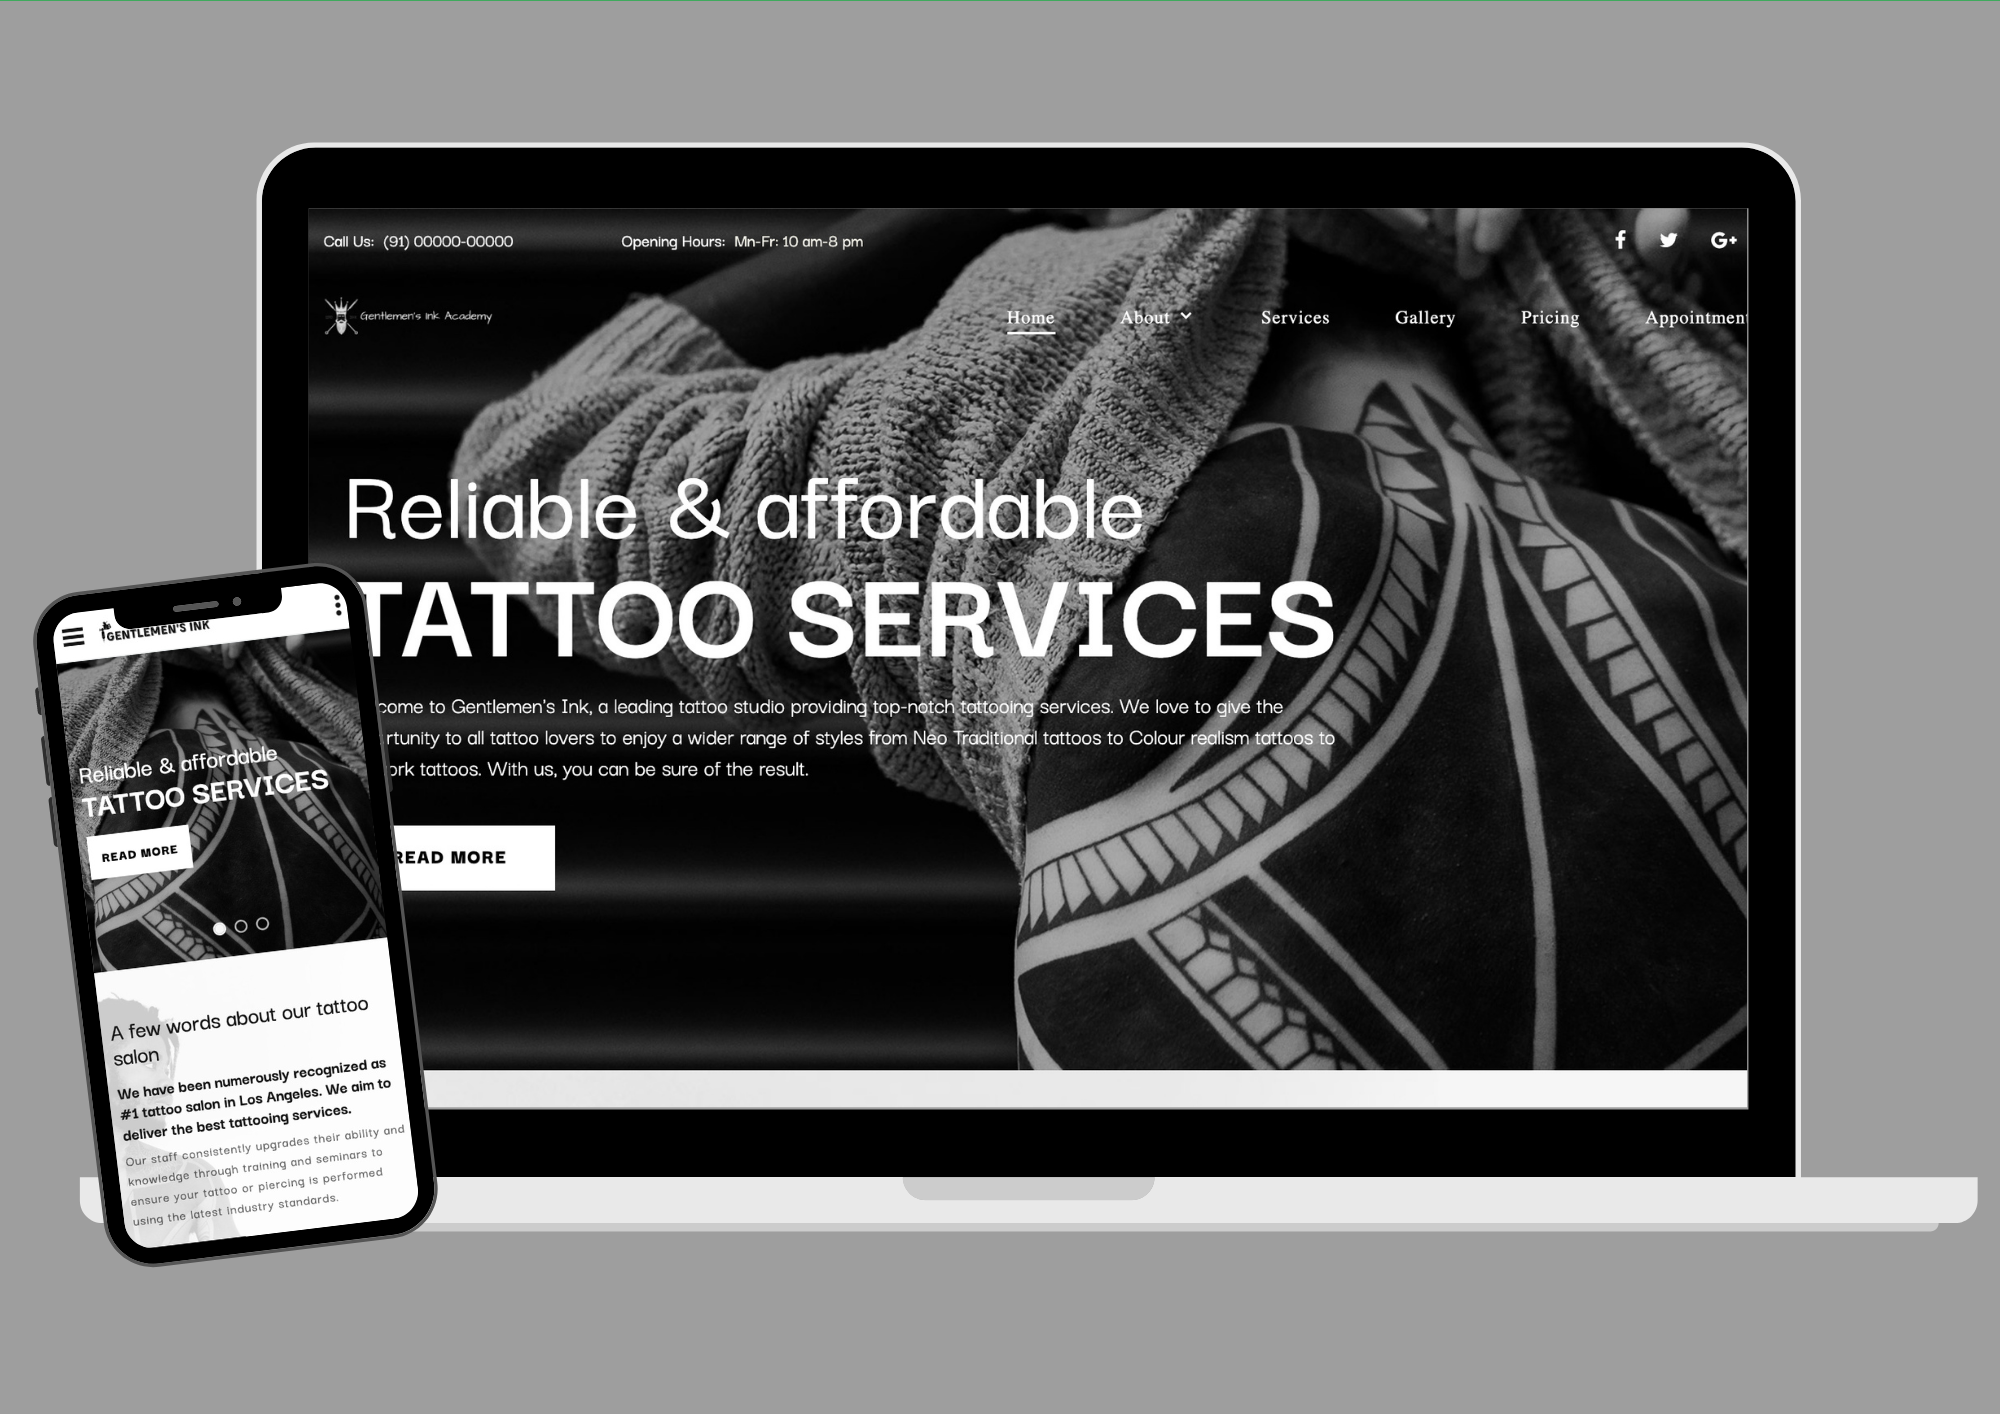 Call Us: (91) 00000-00000
Opening Hours: Mn-Fr: 10 am-8 pm
G+
Gentlemen's Ink Academy
Home
About
Services
Gallery
Pricing
Appointment
Reliable & affordable
TATTOO SERVICES
come to Gentlemen's Ink, a leading tattoo studio providing top-notch tattooing services. We love to give the
rtunity to all tattoo lovers to enjoy a wider range of styles from Neo Traditional tattoos to Colour realism tattoos to
ork tattoos. With us, you can be sure of the result.
READ MORE
GENTLEMEN'S INK
Reliable & affordable
TATTOO SERVICES
READ MORE
A few words about our tattoo
salon
We have been numerously recognized as
#1 tattoo salon in Los Angeles. We aim to
deliver the best tattooing services.
Our staff consistently upgrades their ability and
knowledge through training and seminars to
ensure your tattoo or piercing is performed
using the latest industry standards.